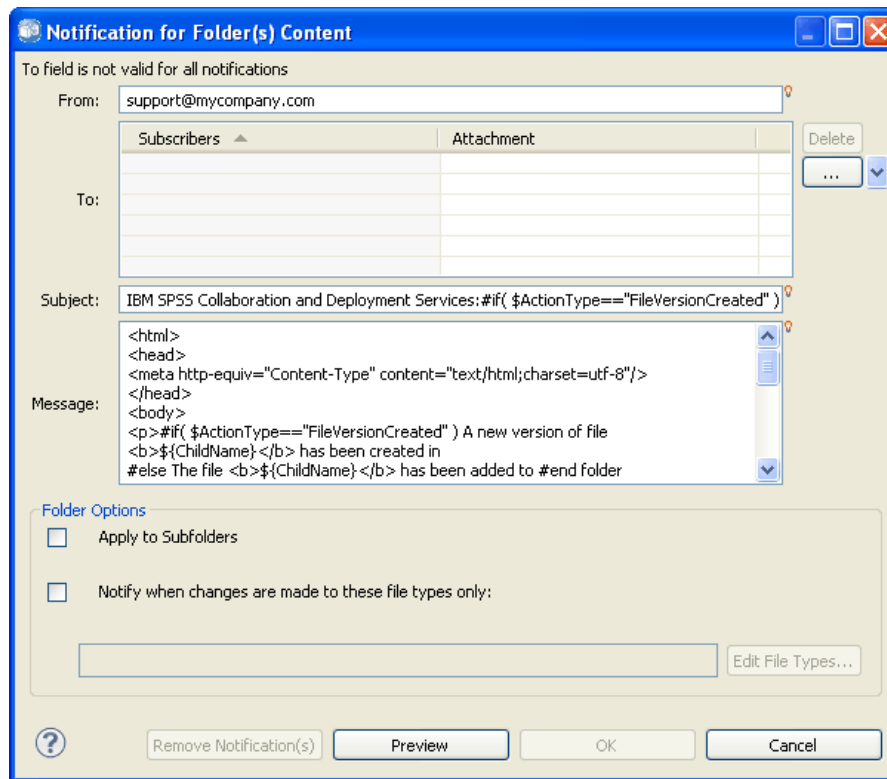 Notification for Folder(s) Content
To field is not valid for all notifications
From: support@mycompany.com
Subscribers Attachment
Delete
...
To:
Subject: IBM SPSS Collaboration and Deployment Services:#if( $ActionType=="FileVersionCreated" )
Message:
<html>
<head>
<meta http-equiv="Content-Type" content="text/html;charset=utf-8"/>
</head>
<body>
<p>#if( $ActionType=="FileVersionCreated" ) A new version of file
<b>${ChildName}</b> has been created in
#else The file <b>${ChildName}</b> has been added to #end folder
Folder Options
Apply to Subfolders
Notify when changes are made to these file types only:
Edit File Types...
? Remove Notification(s) Preview OK Cancel